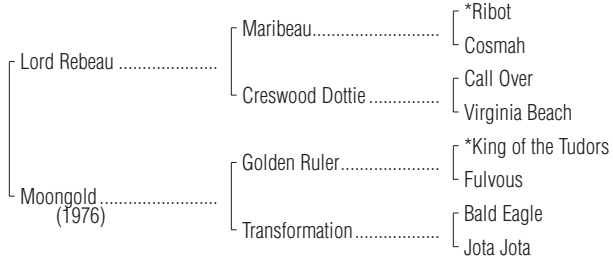 *Ribot
Maribeau..........................
Cosmah
Lord Rebeau .....................
Call Over
Creswood Dottie ...............
Virginia Beach
*King of the Tudors
Golden Ruler.....................
Fulvous
Moongold.........................
(1976)
Bald Eagle
Transformation..................
Jota Jota